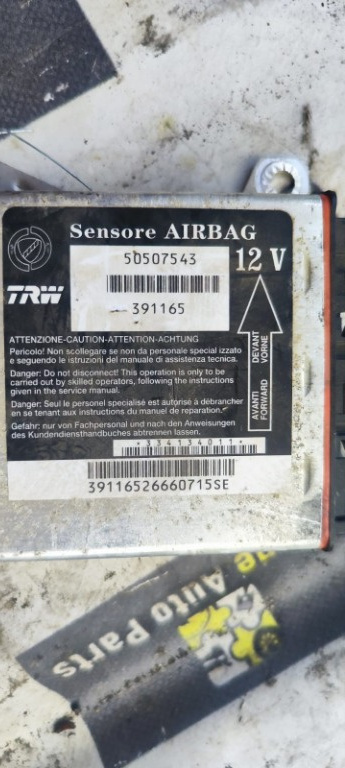 Sensore AIRBAG
50507543
12 V
TRW
391165
ATTENZIONE-CAUTION-ATTENTION-ACHTUNG
Pericolo! Non scollegare se non da personale special izzato
e seguendo le istruzioni del manuale di assistenza tecnica.
Danger: Do not disconnect! This operation is only to be
carried out by skilled operators, following the instructions
given in the service manual.
Danger: Seul le personel specialisé est autorisé à débrancher
en se tenant aux instructions du manuel de reparation.
Gefahr: nur von Fachpersonal und nach den Anweisungen
des Kundendiensthandbuches abtrennen lassen.
AVANTI DEVANT
FORWARD VORNE
*334134011*
39116526660715SE
Auto Parts